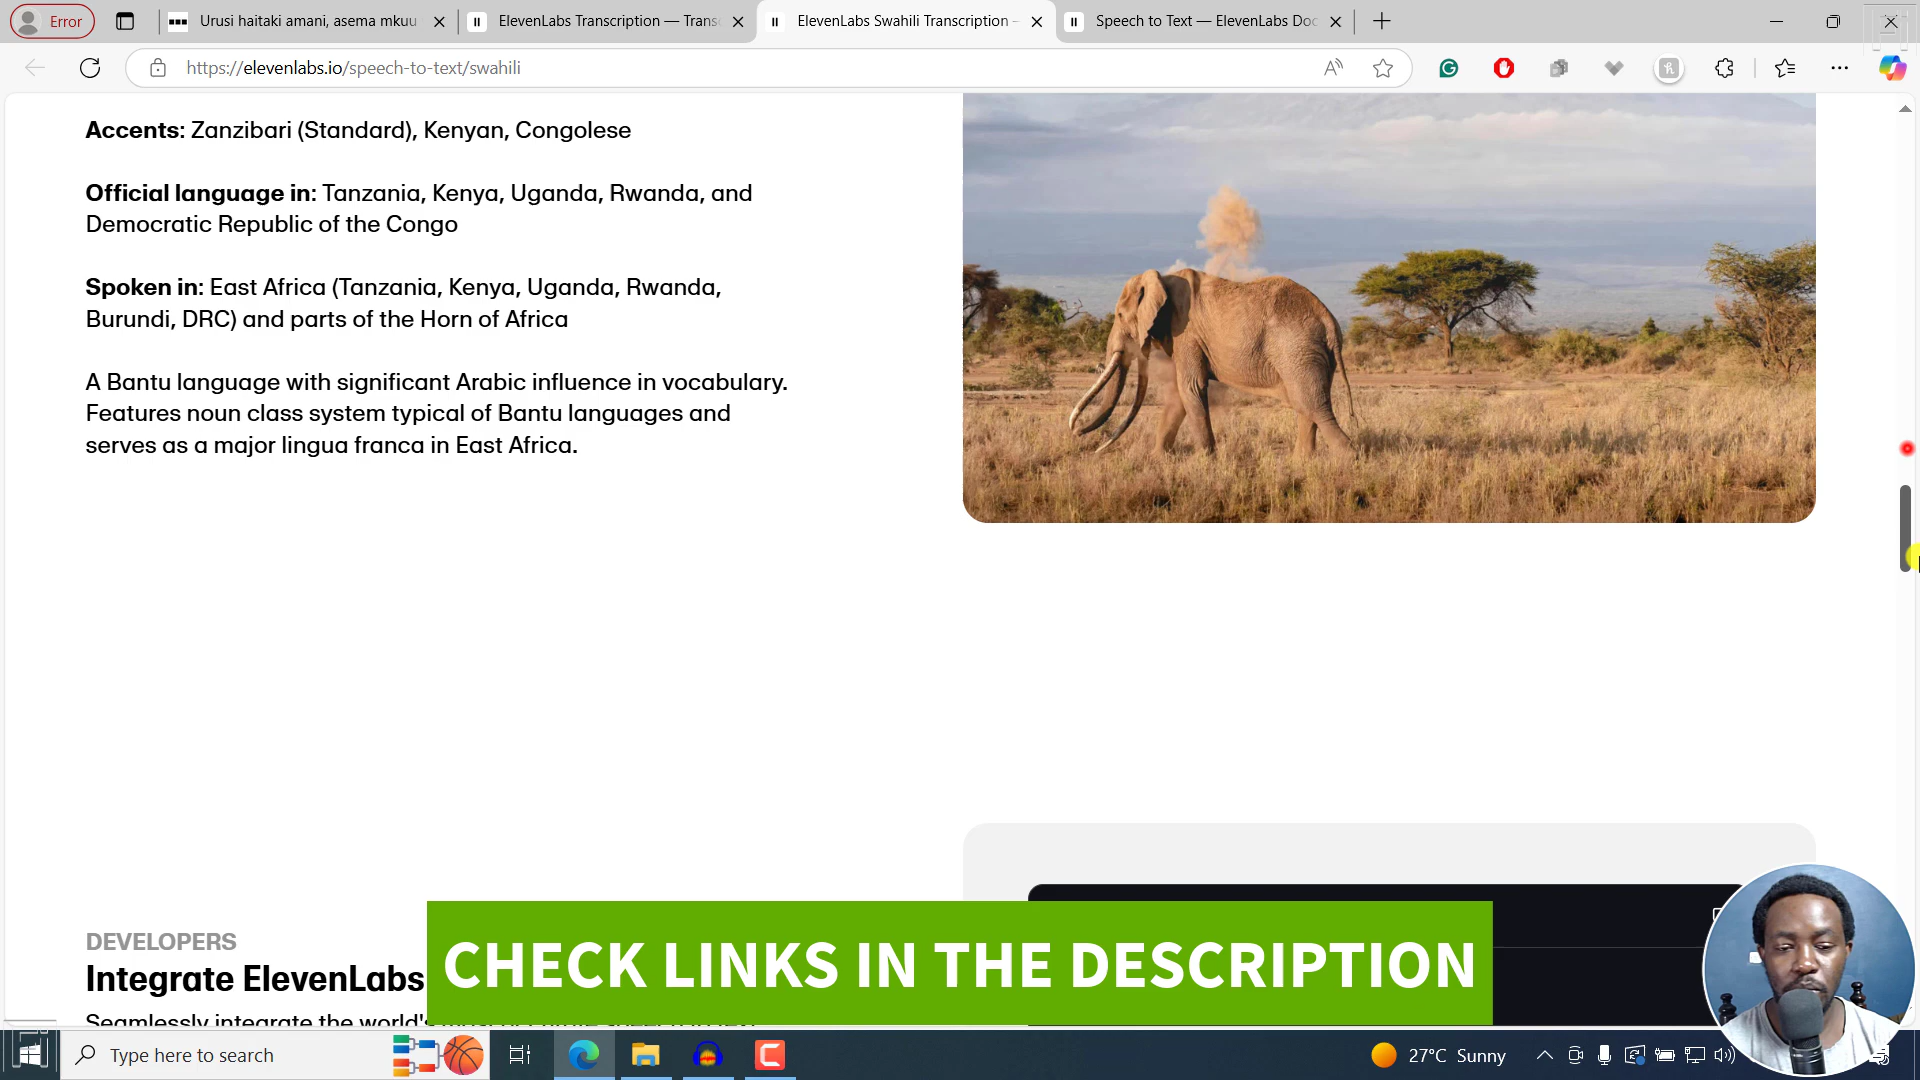 Error
Urusi haitaki amani, asema mkuu
ElevenLabs Transcription — Trans
ElevenLabs Swahili Transcription –
Speech to Text — ElevenLabs Doc
https://elevenlabs.io/speech-to-text/swahili
Accents: Zanzibari (Standard), Kenyan, Congolese
Official language in: Tanzania, Kenya, Uganda, Rwanda, and
Democratic Republic of the Congo
Spoken in: East Africa (Tanzania, Kenya, Uganda, Rwanda,
Burundi, DRC) and parts of the Horn of Africa
A Bantu language with significant Arabic influence in vocabulary.
Features noun class system typical of Bantu languages and
serves as a major lingua franca in East Africa.
DEVELOPERS
Integrate ElevenLabs
CHECK LINKS IN THE DESCRIPTION
Seamlessly integrate the world's
Type here to search
27°C Sunny